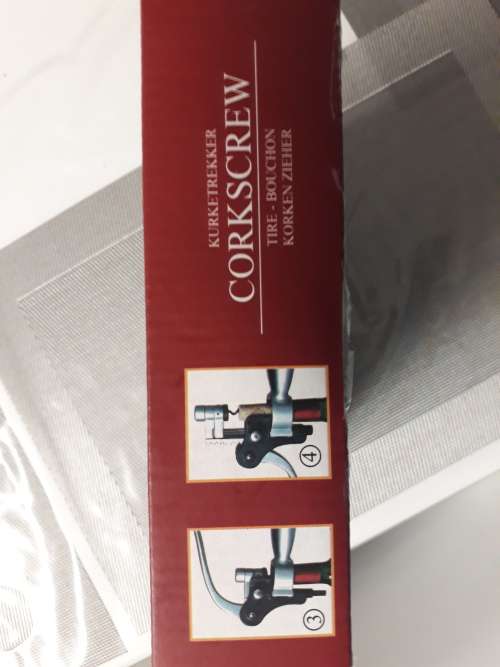 KURKETREKKER
CORKSCREW
TIRE - BOUCHON
KORKEN ZIEHER
3
4